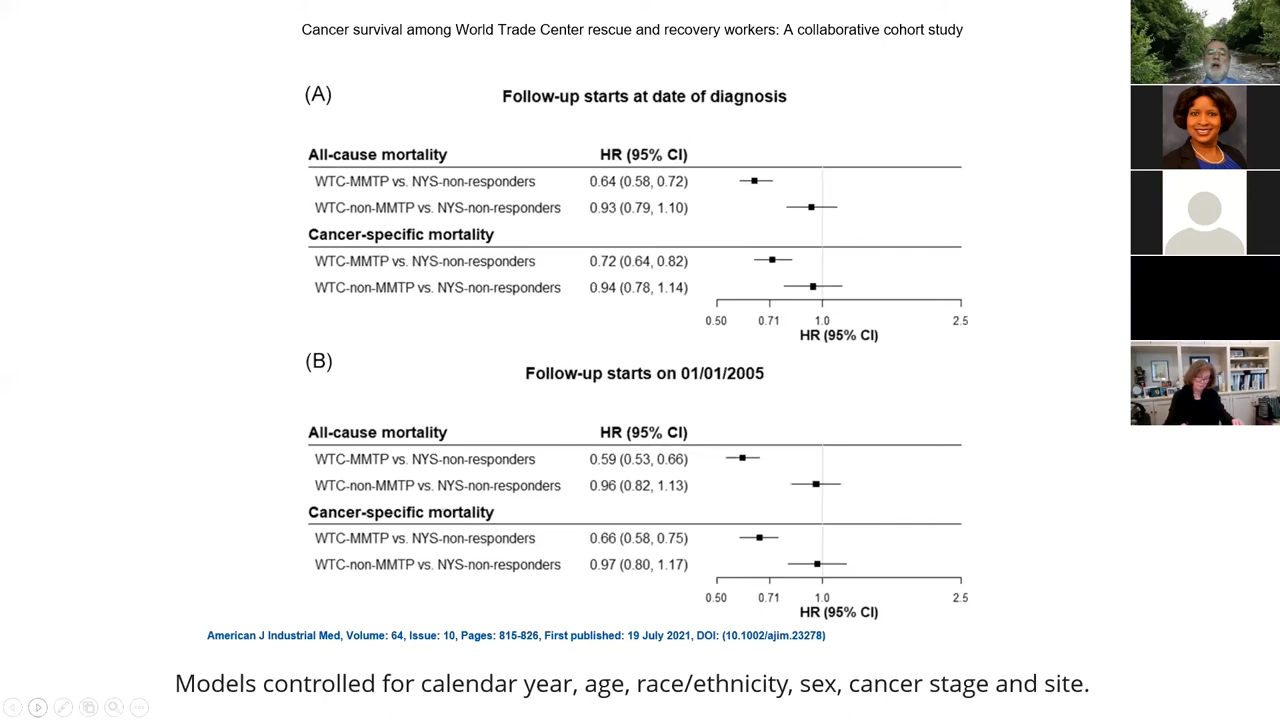 Cancer survival among World Trade Center rescue and recovery workers: A collaborative cohort study
(A)
Follow-up starts at date of diagnosis
All-cause mortality HR (95% CI)
WTC-MMTP vs. NYS-non-responders 0.64 (0.58, 0.72)
WTC-non-MMTP vs. NYS-non-responders 0.93 (0.79, 1.10)
Cancer-specific mortality
WTC-MMTP vs. NYS-non-responders 0.72 (0.64, 0.82)
WTC-non-MMTP vs. NYS-non-responders 0.94 (0.78, 1.14)
0.50 0.71 1.0 2.5
HR (95% CI)
(B)
Follow-up starts on 01/01/2005
All-cause mortality HR (95% CI)
WTC-MMTP vs. NYS-non-responders 0.59 (0.53, 0.66)
WTC-non-MMTP vs. NYS-non-responders 0.96 (0.82, 1.13)
Cancer-specific mortality
WTC-MMTP vs. NYS-non-responders 0.66 (0.58, 0.75)
WTC-non-MMTP vs. NYS-non-responders 0.97 (0.80, 1.17)
0.50 0.71 1.0 2.5
HR (95% CI)
American J Industrial Med, Volume: 64, Issue: 10, Pages: 815-826, First published: 19 July 2021, DOI: (10.1002/ajim.23278)
Models controlled for calendar year, age, race/ethnicity, sex, cancer stage and site.